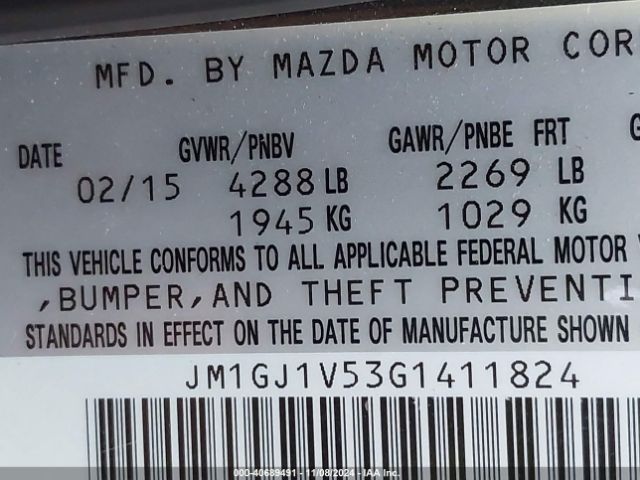 MFD. BY MAZDA MOTOR COR
DATE GVWR/PNBV GAWR/PNBE FRT G
02/15 4288 LB 2269 LB
1945 KG 1029 KG
THIS VEHICLE CONFORMS TO ALL APPLICABLE FEDERAL MOTOR V
,BUMPER,AND THEFT PREVENTI
STANDARDS IN EFFECT ON THE DATE OF MANUFACTURE SHOWN
JM1GJ1V53G1411824
000-40689491 - 11/08/2024 - IAA Inc.